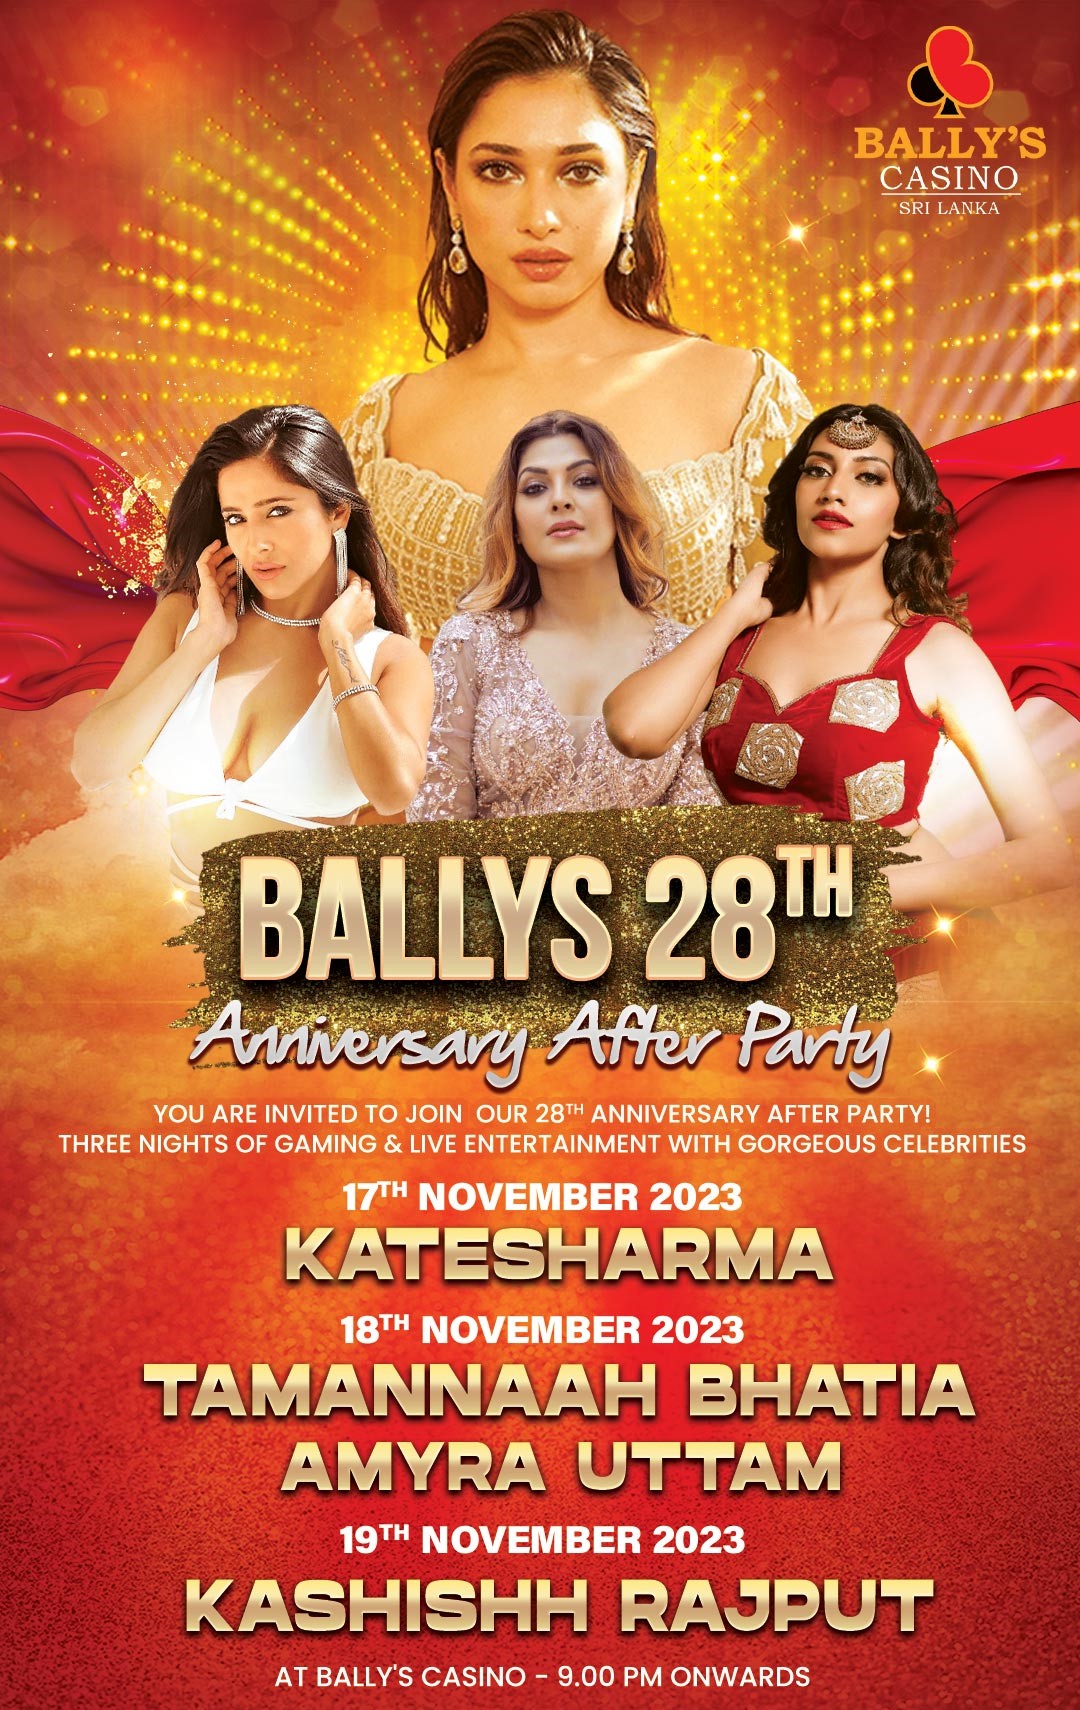 BALLY'S
CASINO
SRI LANKA
BALLYS 28TH
Anniversary After Party
YOU ARE INVITED TO JOIN OUR 28TH ANNIVERSARY AFTER PARTY!
THREE NIGHTS OF GAMING & LIVE ENTERTAINMENT WITH GORGEOUS CELEBRITIES
17TH NOVEMBER 2023
KATESHARMA
18TH NOVEMBER 2023
TAMANNAAH BHATIA
AMYRA UTTAM
19TH NOVEMBER 2023
KASHISHH RAJPUT
AT BALLY'S CASINO - 9.00 PM ONWARDS